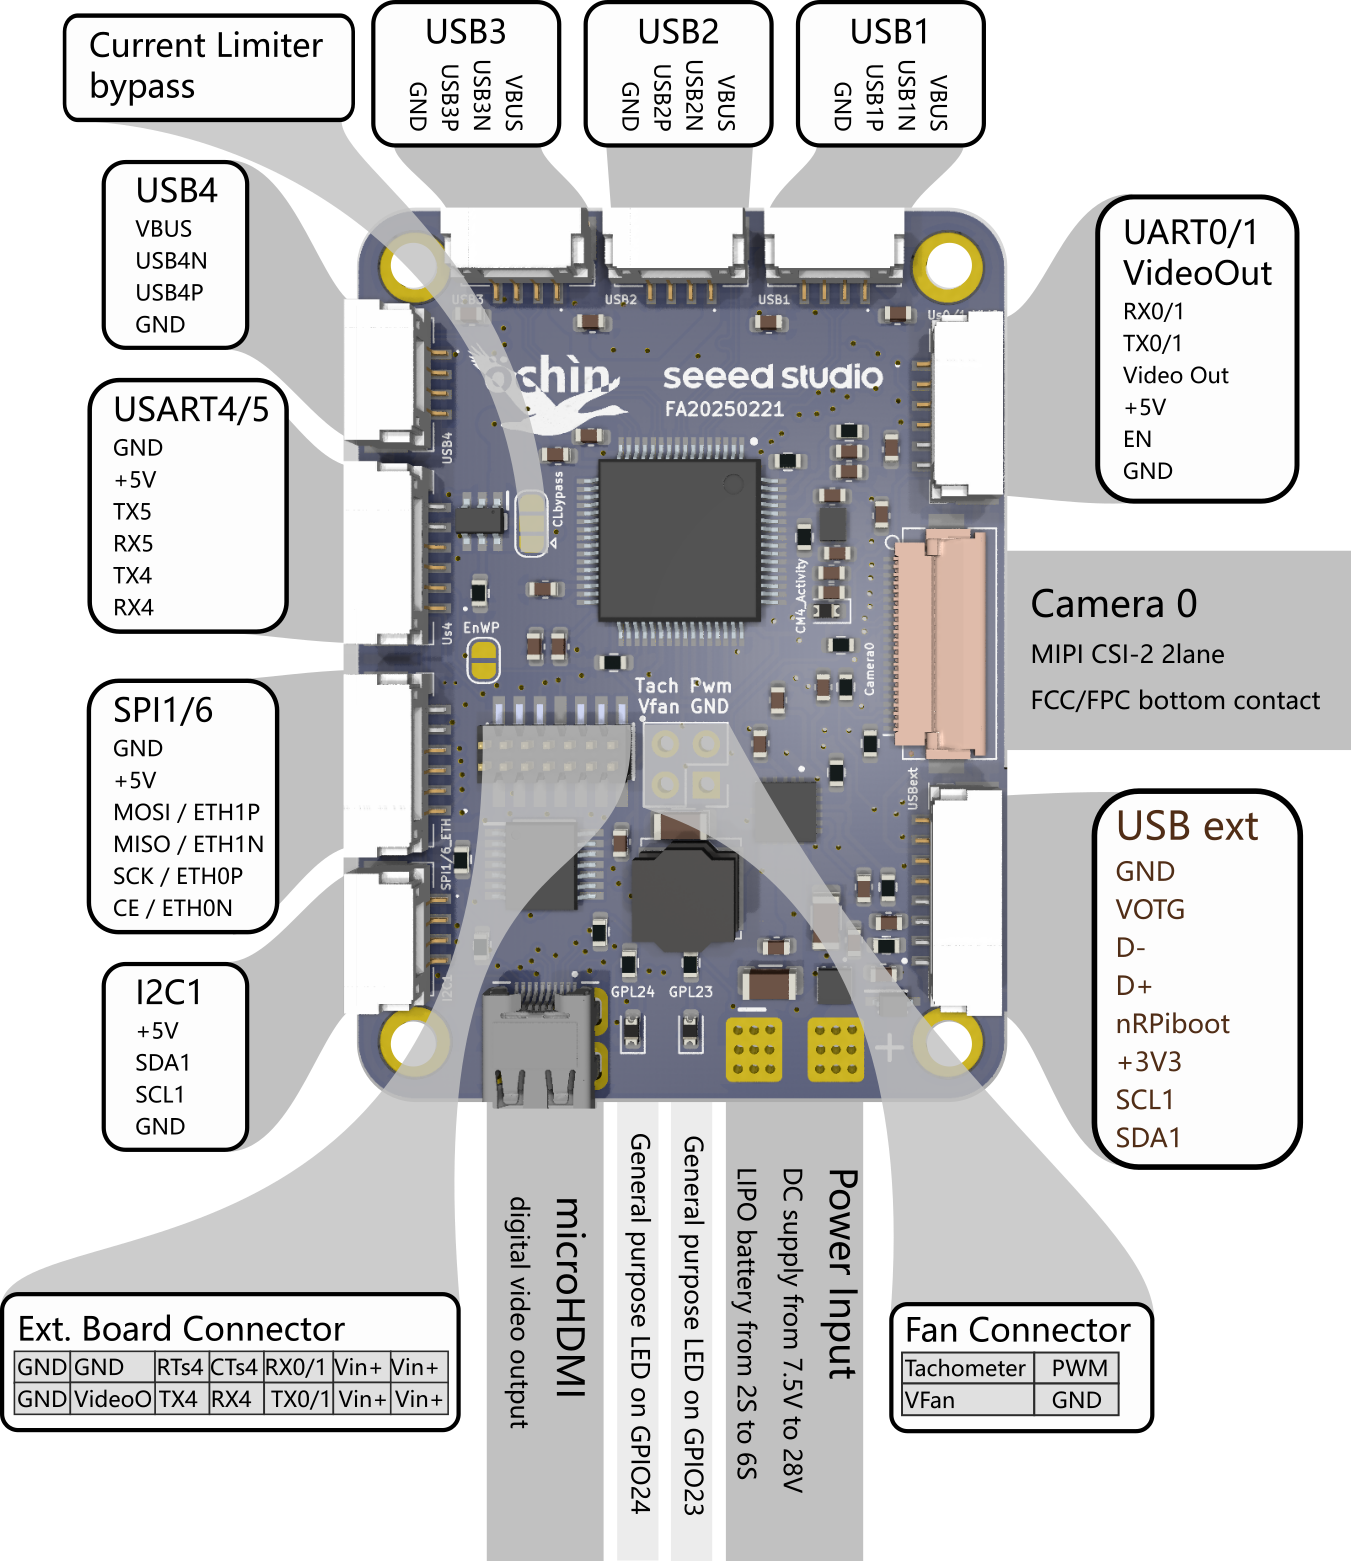 Current Limiter
bypass
USB3
GND
USB3P
USB3N
VBUS
USB2
GND
USB2P
USB2N
VBUS
USB1
GND
USB1P
USB1N
VBUS
USB4
VBUS
USB4N
USB4P
GND
USART4/5
GND
+5V
TX5
RX5
TX4
RX4
SPI1/6
GND
+5V
MOSI / ETH1P
MISO / ETH1N
SCK / ETH0P
CE / ETH0N
I2C1
+5V
SDA1
SCL1
GND
USB3
USB2
USB1
öchìn
seeed studio
FA20250221
USB4
CLbypass
Us4
EnWP
CM4_Activity
Camera0
Tach Pwm
Vfan GND
USBext
SPI1/6_ETH
I2C1
GPL24 GPL23
+
UART0/1
VideoOut
RX0/1
TX0/1
Video Out
+5V
EN
GND
Camera 0
MIPI CSI-2 2lane
FCC/FPC bottom contact
USB ext
GND
VOTG
D-
D+
nRPiboot
+3V3
SCL1
SDA1
microHDMI
digital video output
General purpose LED on GPIO24
General purpose LED on GPIO23
Power Input
DC supply from 7.5V to 28V
LIPO battery from 2S to 6S
Ext. Board Connector
GND GND RTs4 CTs4 RX0/1 Vin+ Vin+
GND VideoO TX4 RX4 TX0/1 Vin+ Vin+
Fan Connector
Tachometer PWM
VFan GND